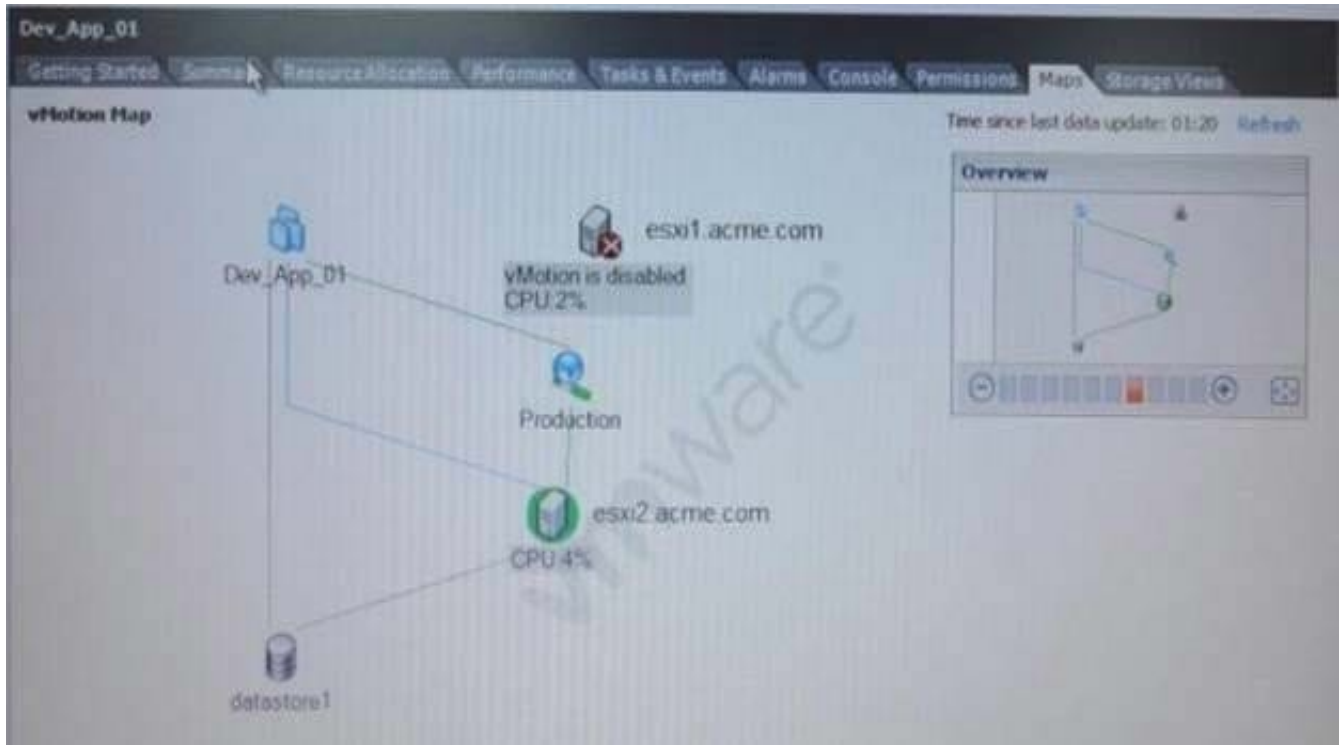 Dev_App_01
Getting Started Summa Resource Allocation Performance Tasks & Events Alarms Console Permissions Maps Storage Views
vMotion Map
Time since last data update: 01:20 Refresh
Overview
esxi1.acme.com
Dev_App_01
vMotion is disabled
CPU:2%
Production
esxi2.acme.com
CPU:4%
datastore1
vmware